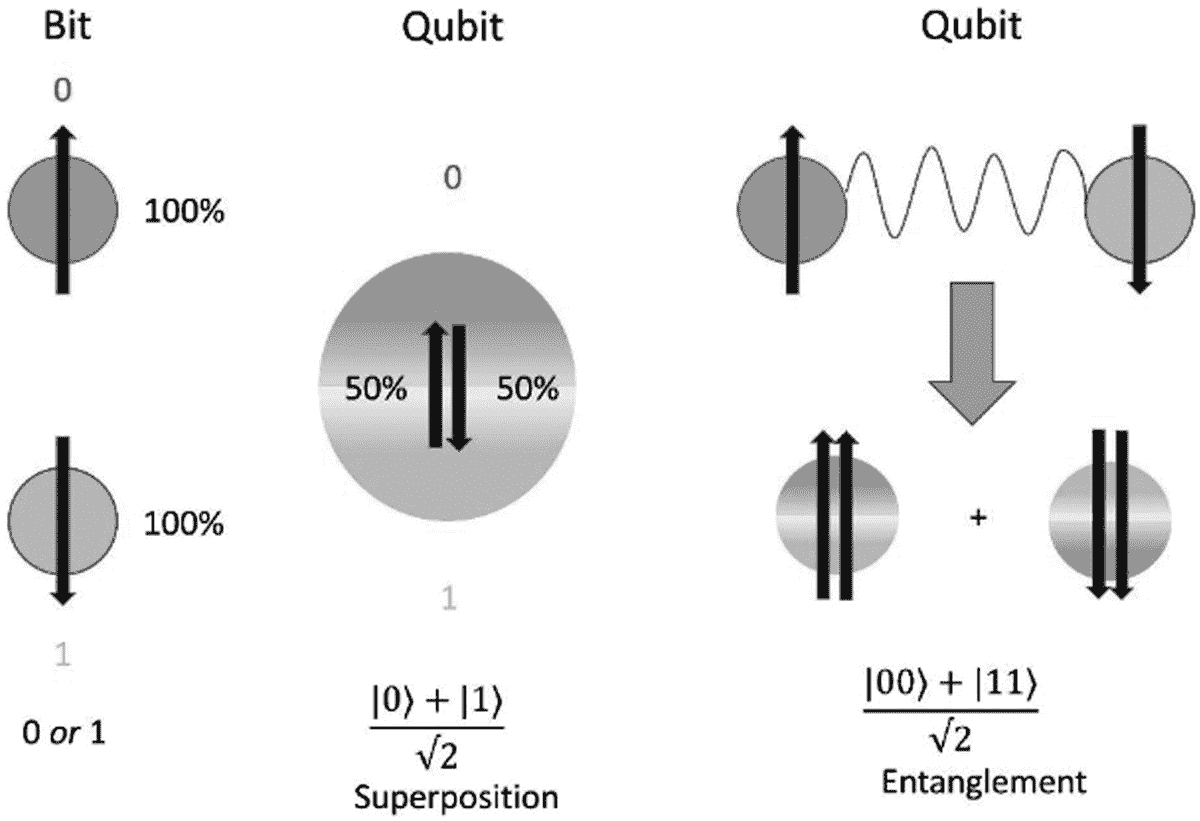 Bit
0
100%
100%
1
0 or 1
Qubit
0
50% 50%
1
|0⟩ + |1⟩
√2
Superposition
Qubit
+
|00⟩ + |11⟩
√2
Entanglement